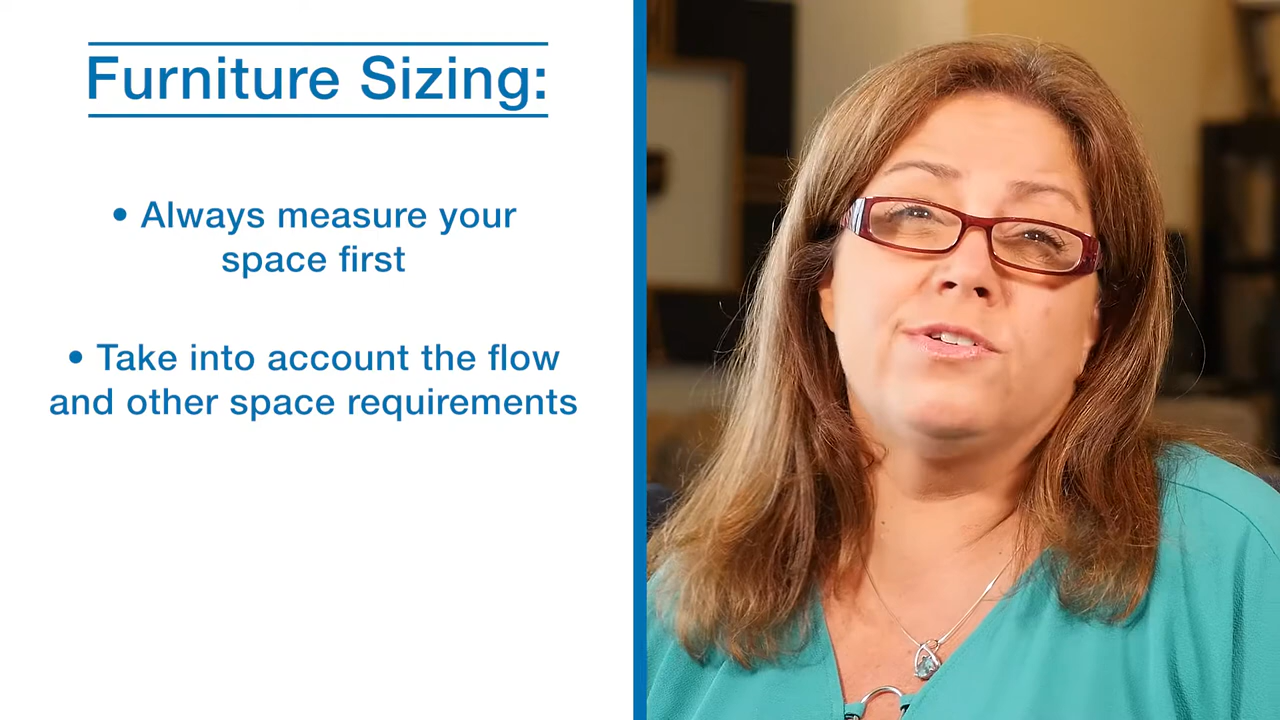 Furniture Sizing:
• Always measure your
space first
• Take into account the flow
and other space requirements